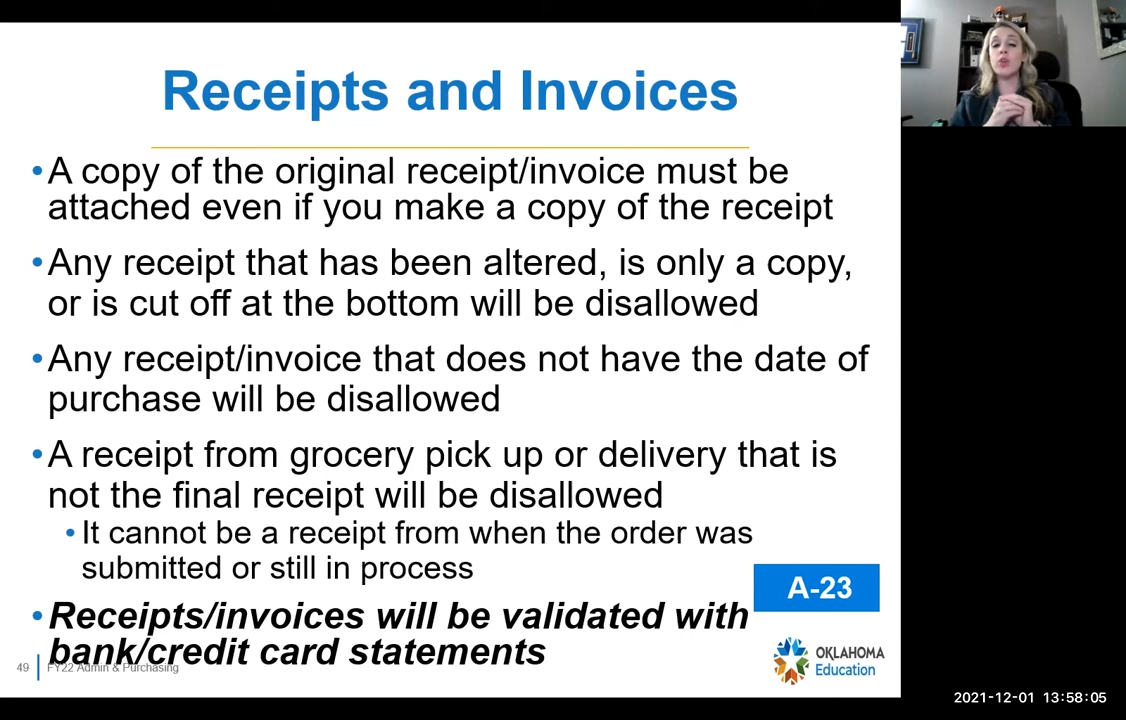 Receipts and Invoices
•A copy of the original receipt/invoice must be
attached even if you make a copy of the receipt
•Any receipt that has been altered, is only a copy,
or is cut off at the bottom will be disallowed
•Any receipt/invoice that does not have the date of
purchase will be disallowed
•A receipt from grocery pick up or delivery that is
not the final receipt will be disallowed
•It cannot be a receipt from when the order was
submitted or still in process
A-23
•Receipts/invoices will be validated with
bank/credit card statements
49
FY22 Admin & Purchasing
OKLAHOMA
Education
2021-12-01 13:58:05